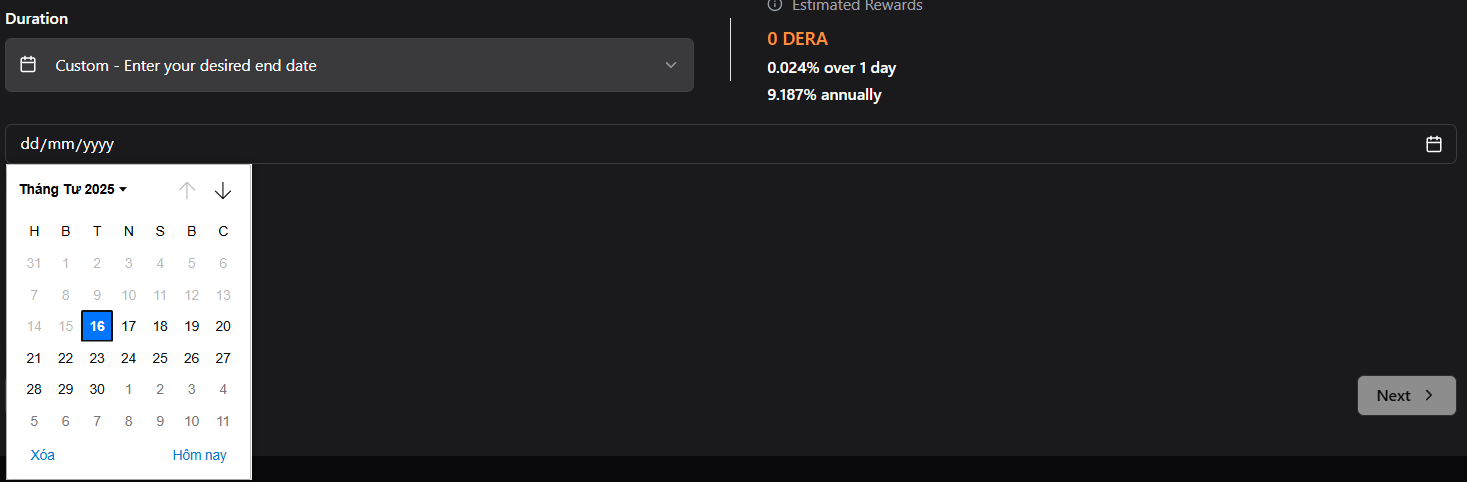 Duration
Custom - Enter your desired end date
Estimated Rewards
0 DERA
0.024% over 1 day
9.187% annually
dd/mm/yyyy
Tháng Tư 2025
H B T N S B C
31 1 2 3 4 5 6
7 8 9 10 11 12 13
14 15 16 17 18 19 20
21 22 23 24 25 26 27
28 29 30 1 2 3 4
5 6 7 8 9 10 11
Xóa Hôm nay
Next